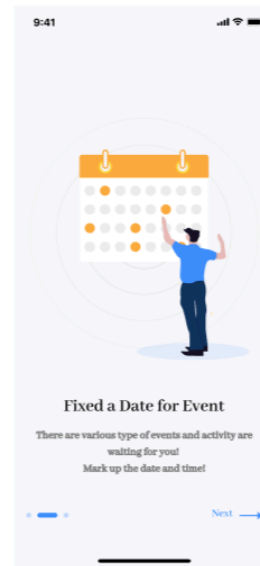 9:41
Fixed a Date for Event
There are various type of events and activity are
waiting for you!
Mark up the date and time!
Next